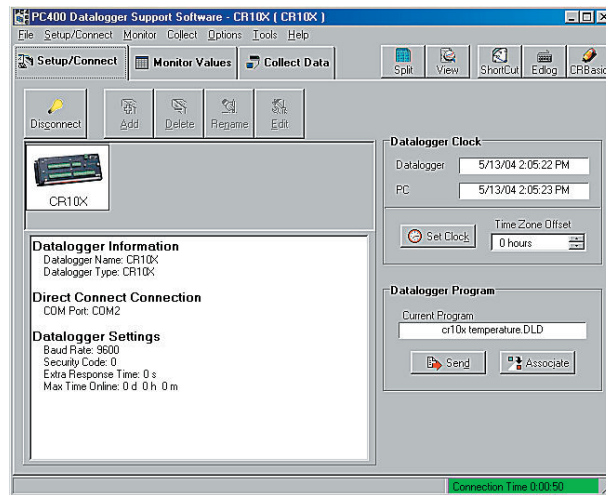 PC400 Datalogger Support Software - CR10X ( CR10X )
File Setup/Connect Monitor Collect Options Tools Help
Setup/Connect Monitor Values Collect Data Split View ShortCut Edlog CRBasic
Disconnect Add Delete Rename Edit
CR10X
Datalogger Information
Datalogger Name: CR10X
Datalogger Type: CR10X
Direct Connect Connection
COM Port: COM2
Datalogger Settings
Baud Rate: 9600
Security Code: 0
Extra Response Time: 0 s
Max Time Online: 0 d 0 h 0 m
Datalogger Clock
Datalogger 5/13/04 2:05:22 PM
PC 5/13/04 2:05:23 PM
Set Clock
Time Zone Offset
0 hours
Datalogger Program
Current Program
cr10x temperature.DLD
Send Associate
Connection Time 0:00:50